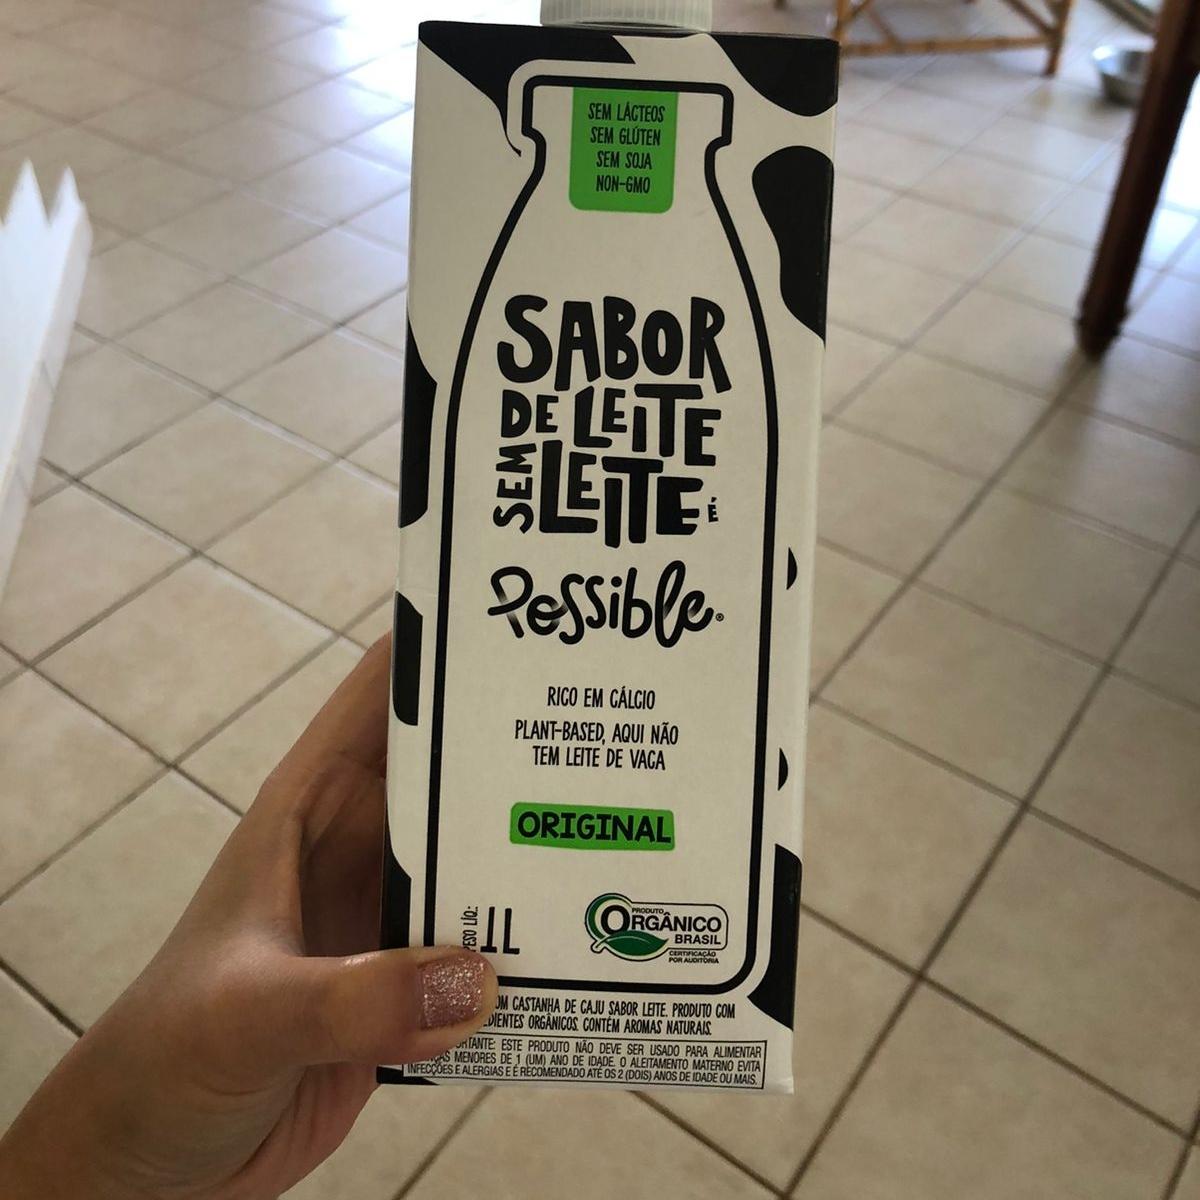 SEM LÁCTEOS
SEM GLÚTEN
SEM SOJA
NON-GMO
SABOR
DE LEITE
SEM LEITE É
Possible®
RICO EM CÁLCIO
PLANT-BASED, AQUI NÃO
TEM LEITE DE VACA
ORIGINAL
PESO LÍQ.:
1L
PRODUTO
ORGÂNICO
BRASIL
CERTIFICAÇÃO
POR AUDITORIA
CASTANHA DE CAJU SABOR LEITE. PRODUTO COM
ORGÂNICOS. CONTÉM AROMAS NATURAIS.
ESTE PRODUTO NÃO DEVE SER USADO PARA ALIMENTAR
MENORES DE 1 (UM) ANO DE IDADE. O ALEITAMENTO MATERNO EVITA
INFECÇÕES E ALERGIAS E É RECOMENDADO ATÉ OS 2 (DOIS) ANOS DE IDADE OU MAIS.